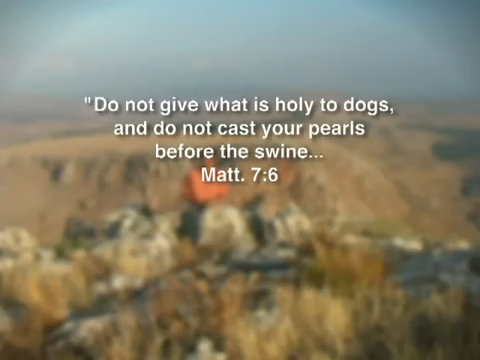 "Do not give what is holy to dogs,
and do not cast your pearls
before the swine...
Matt. 7:6